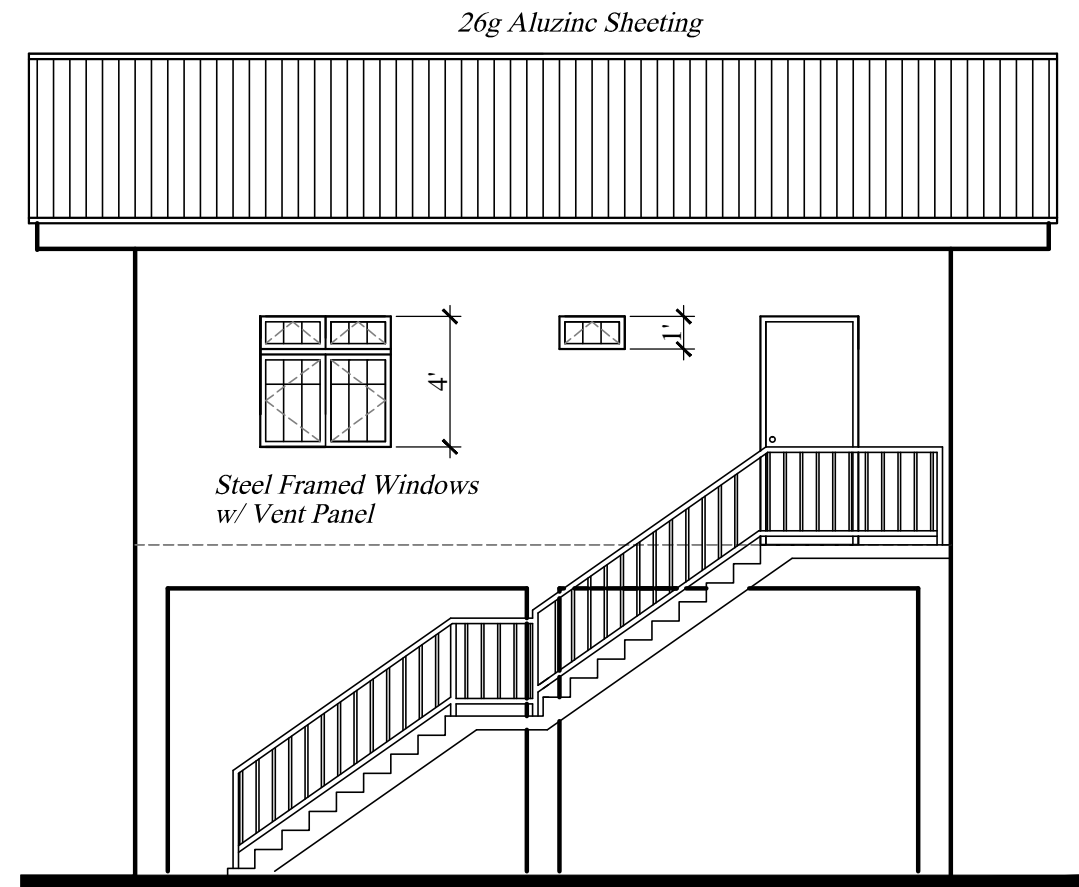 26g Aluzinc Sheeting
4'
1'
Steel Framed Windows
w/ Vent Panel